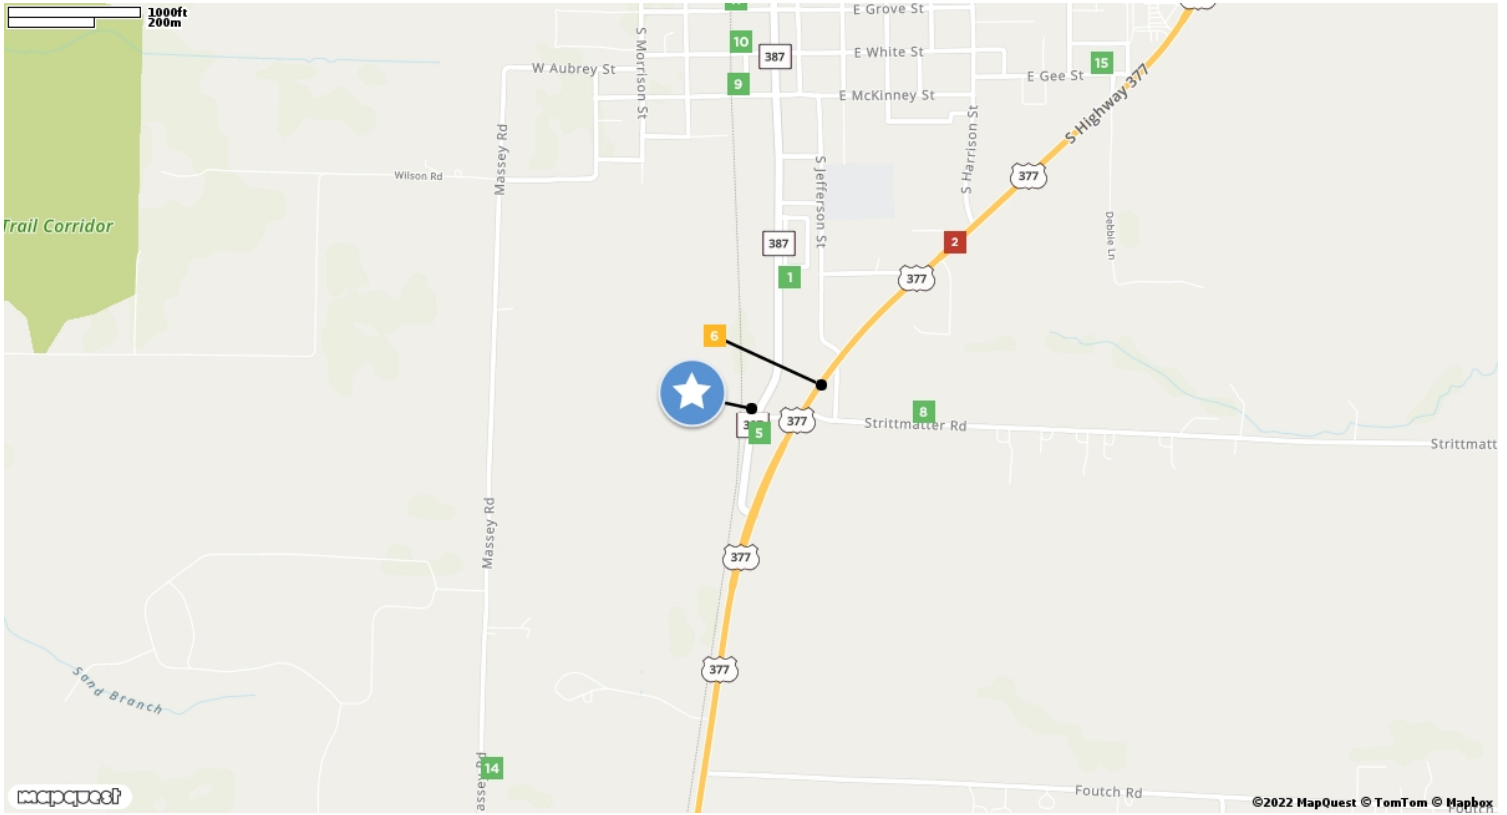 1000ft
200m
E Grove St
10
387
E White St
S Morrison St
W Aubrey St
15
E Gee St
9
E McKinney St
S Highway 377
Massey Rd
S Harrison St
Wilson Rd
S Jefferson St
377
Trail Corridor
Debbie Ln
387
2
1
377
6
8
377
5
Strittmatter Rd
Strittmatt
Massey Rd
377
377
Sand Branch
14
assey Rd
Foutch Rd
mapquest
©2022 MapQuest © TomTom © Mapbox